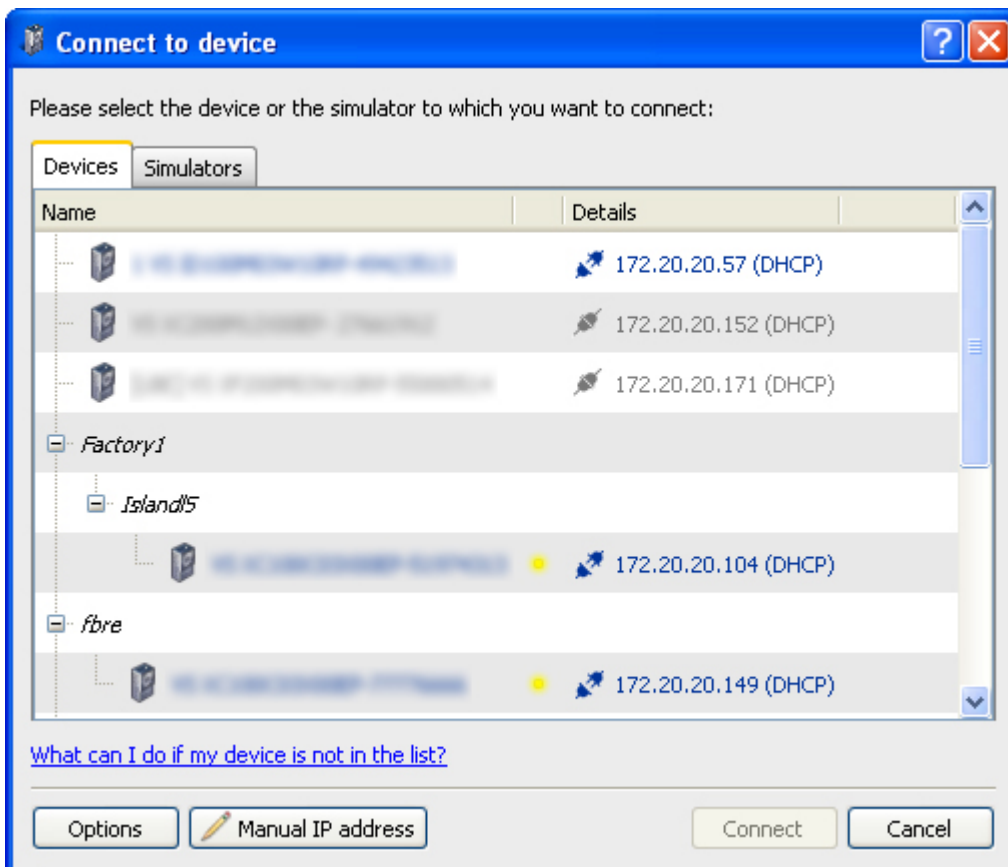 Connect to device
?
Please select the device or the simulator to which you want to connect:
Devices Simulators
Name Details
172.20.20.57 (DHCP)
172.20.20.152 (DHCP)
172.20.20.171 (DHCP)
Factory1
Islandl5
172.20.20.104 (DHCP)
fbre
172.20.20.149 (DHCP)
What can I do if my device is not in the list?
Options Manual IP address Connect Cancel